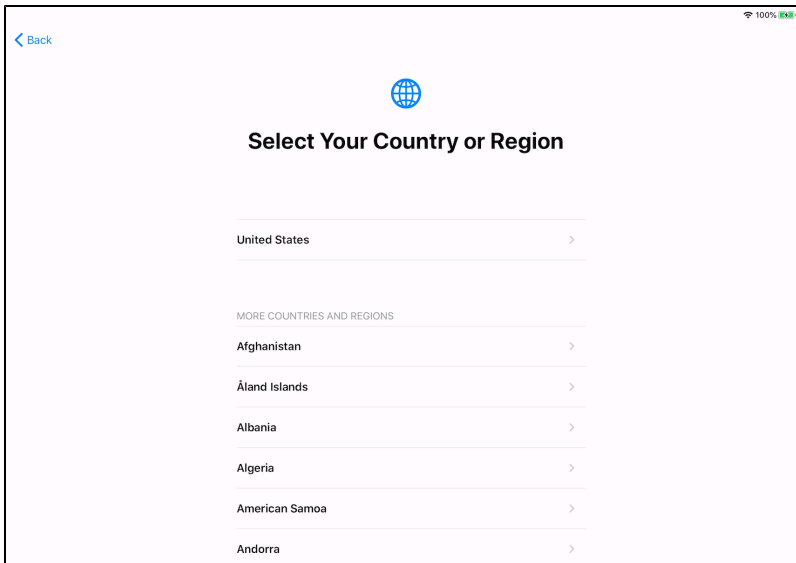 100%
Back
Select Your Country or Region
United States
MORE COUNTRIES AND REGIONS
Afghanistan
Åland Islands
Albania
Algeria
American Samoa
Andorra